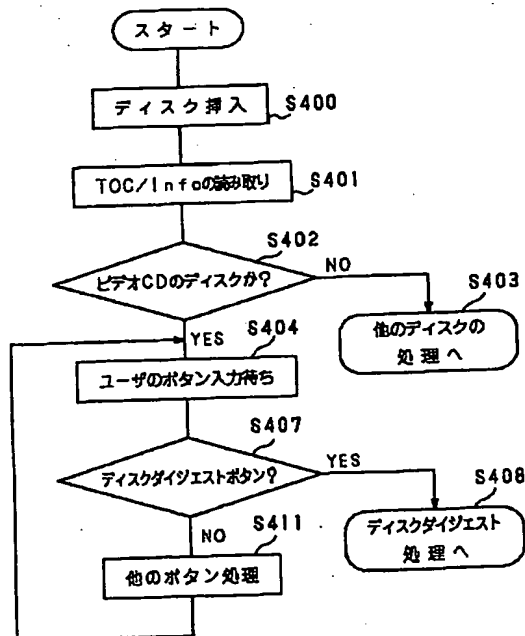 スタート
ディスク挿入
S400
TOC/Infoの読み取り
S401
S402
ビデオCDのディスクか?
NO
S403
他のディスクの
処理へ
YES
S404
ユーザのボタン入力待ち
S407
ディスクダイジェストボタン?
YES
S408
ディスクダイジェスト
処理へ
NO
S411
他のボタン処理